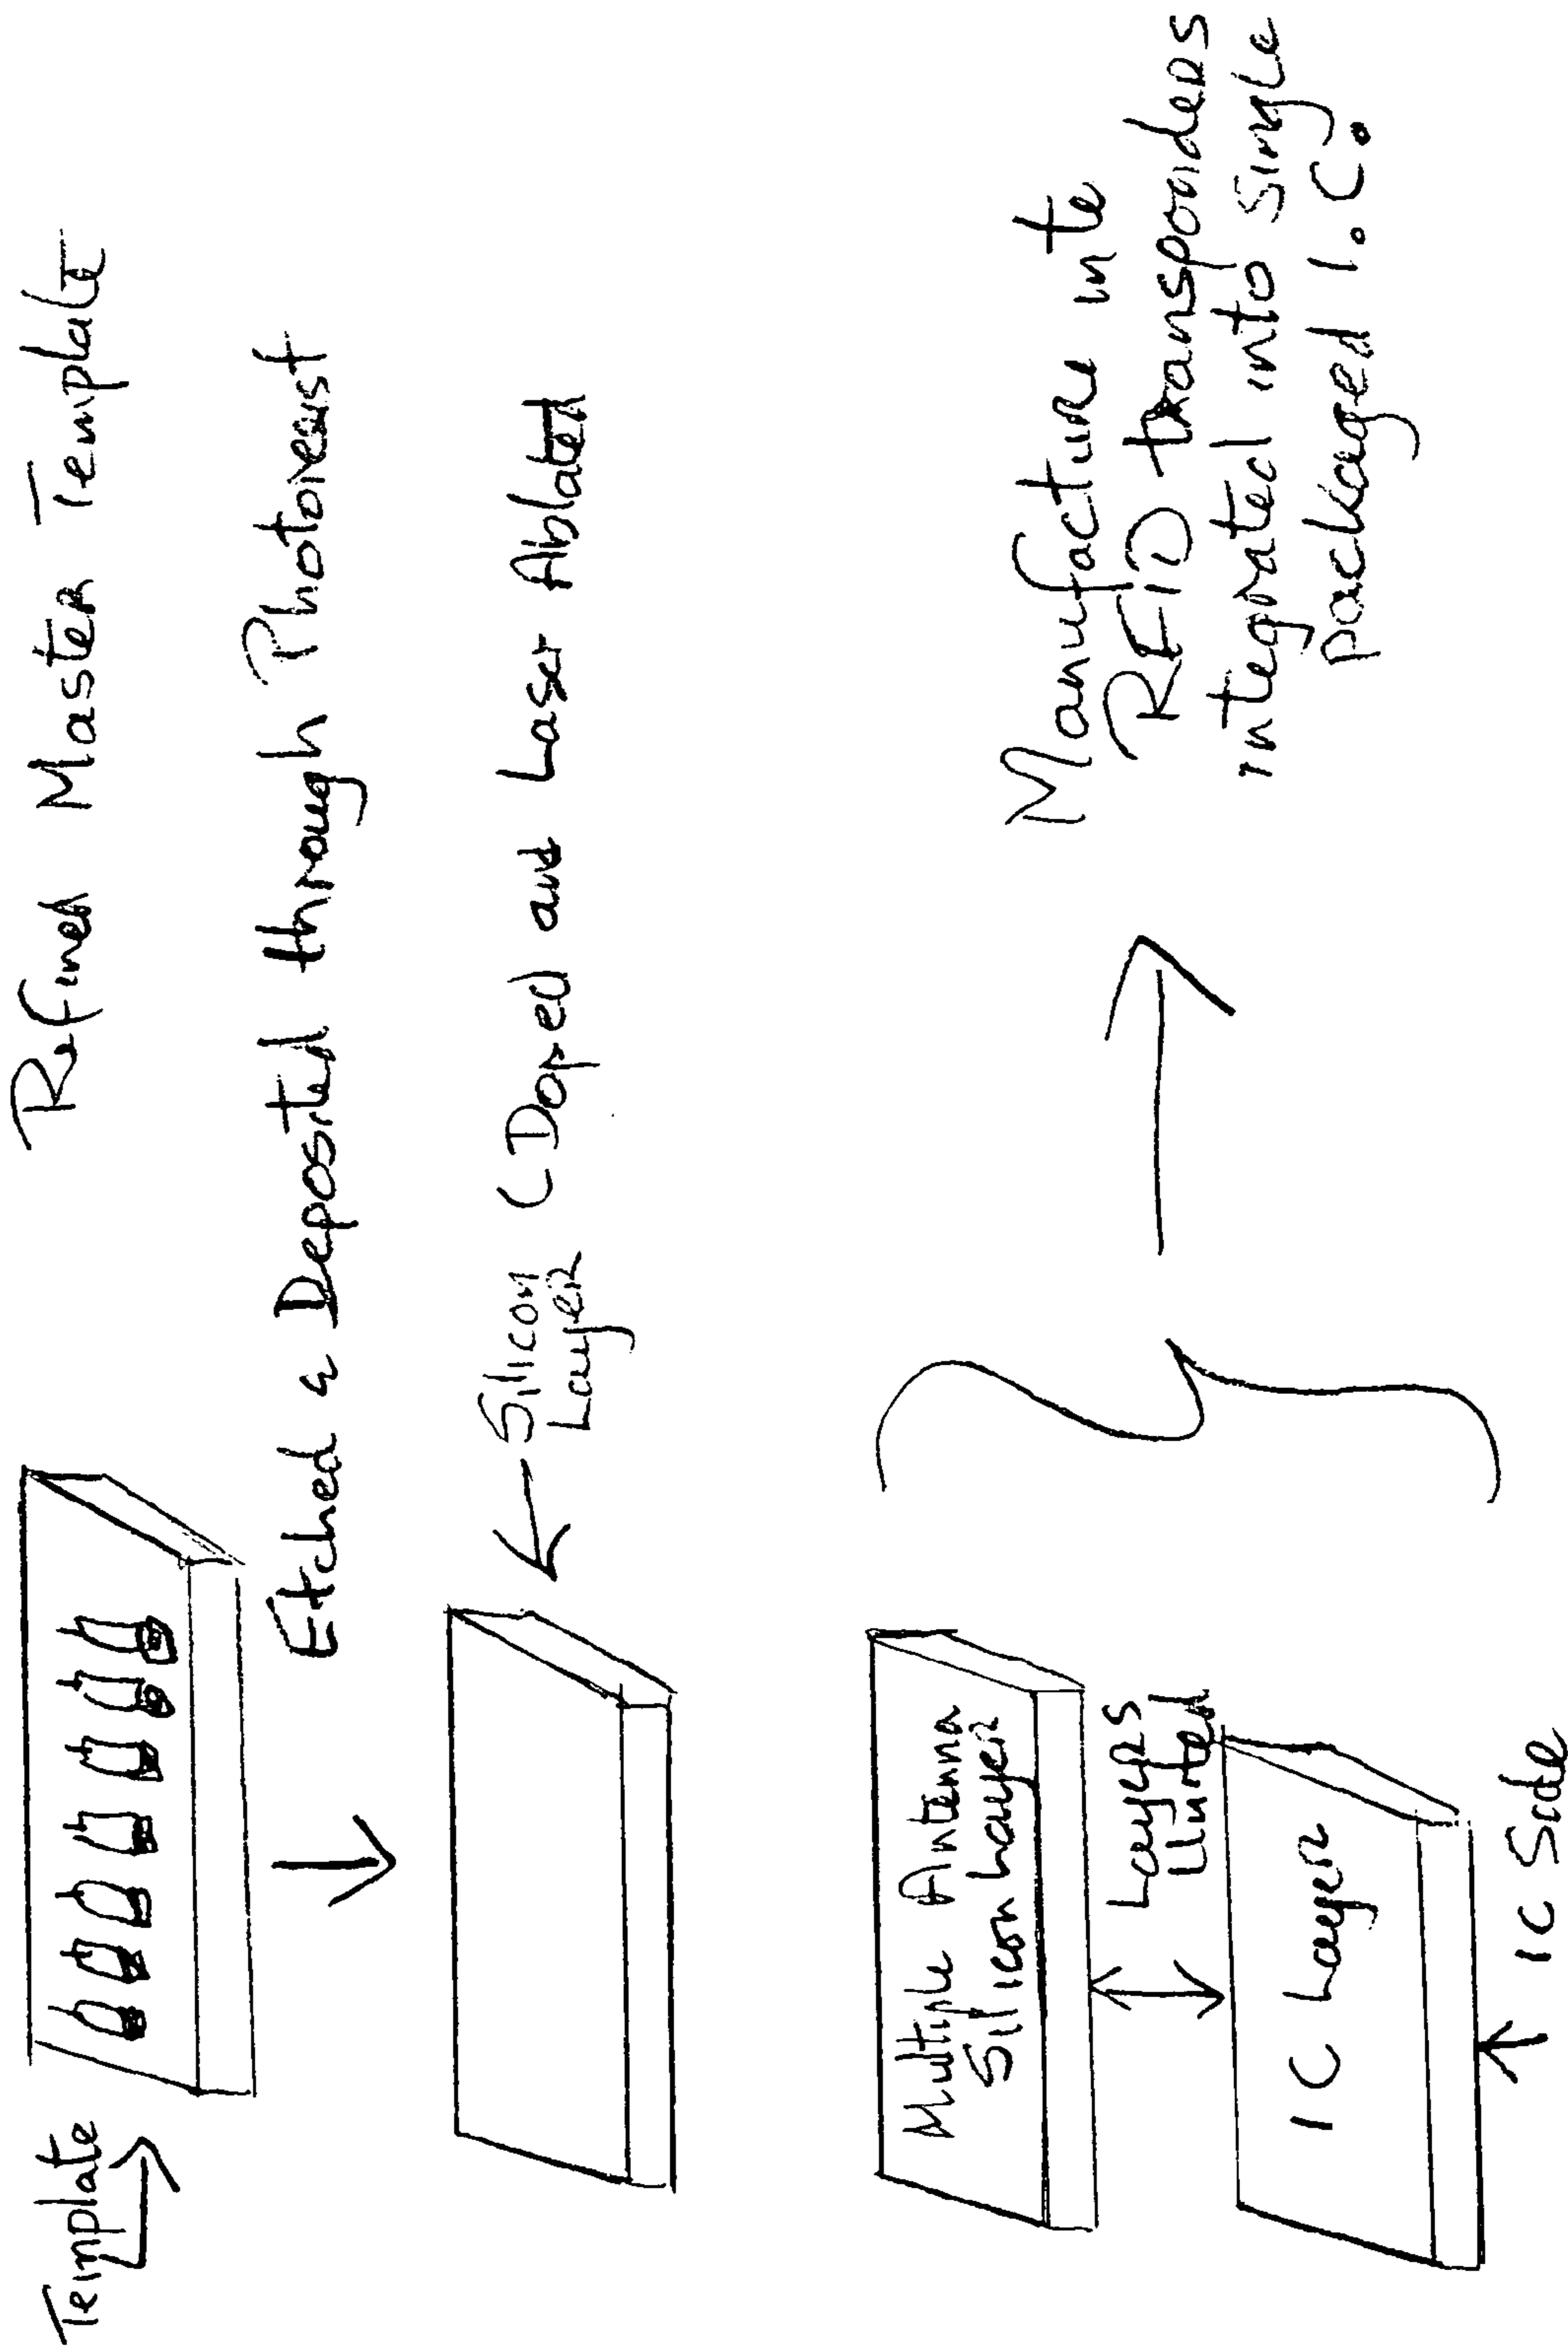 Template
Refined Master Template
Etched & Deposited through Photoresist
Silicon
Layer
(Doped and Laser Ablated
Multiple Antenna
Silicon Layer
Layers
United
IC Layer
IC Side
Manufacture into
RFID transponders
integrated into single
packaged I.C.